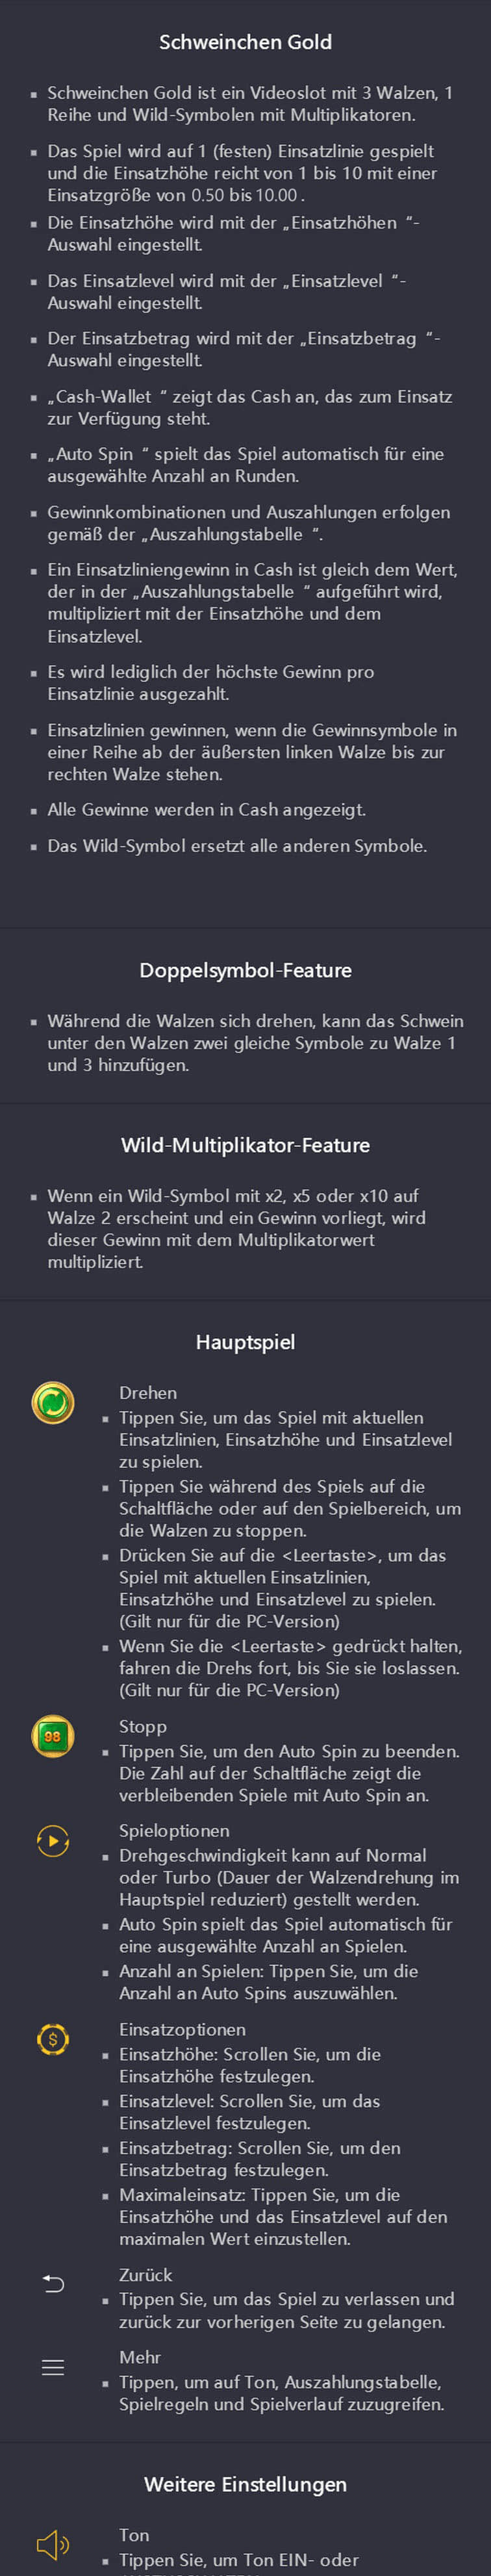 Schweinchen Gold
▪ Schweinchen Gold ist ein Videoslot mit 3 Walzen, 1
Reihe und Wild-Symbolen mit Multiplikatoren.
▪ Das Spiel wird auf 1 (festen) Einsatzlinie gespielt
und die Einsatzhöhe reicht von 1 bis 10 mit einer
Einsatzgröße von 0.50 bis 10.00 .
▪ Die Einsatzhöhe wird mit der „Einsatzhöhen “-
Auswahl eingestellt.
▪ Das Einsatzlevel wird mit der „Einsatzlevel “-
Auswahl eingestellt.
▪ Der Einsatzbetrag wird mit der „Einsatzbetrag “-
Auswahl eingestellt.
▪ „Cash-Wallet “ zeigt das Cash an, das zum Einsatz
zur Verfügung steht.
▪ „Auto Spin “ spielt das Spiel automatisch für eine
ausgewählte Anzahl an Runden.
▪ Gewinnkombinationen und Auszahlungen erfolgen
gemäß der „Auszahlungstabelle “.
▪ Ein Einsatzliniengewinn in Cash ist gleich dem Wert,
der in der „Auszahlungstabelle “ aufgeführt wird,
multipliziert mit der Einsatzhöhe und dem
Einsatzlevel.
▪ Es wird lediglich der höchste Gewinn pro
Einsatzlinie ausgezahlt.
▪ Einsatzlinien gewinnen, wenn die Gewinnsymbole in
einer Reihe ab der äußersten linken Walze bis zur
rechten Walze stehen.
▪ Alle Gewinne werden in Cash angezeigt.
▪ Das Wild-Symbol ersetzt alle anderen Symbole.
Doppelsymbol-Feature
▪ Während die Walzen sich drehen, kann das Schwein
unter den Walzen zwei gleiche Symbole zu Walze 1
und 3 hinzufügen.
Wild-Multiplikator-Feature
▪ Wenn ein Wild-Symbol mit x2, x5 oder x10 auf
Walze 2 erscheint und ein Gewinn vorliegt, wird
dieser Gewinn mit dem Multiplikatorwert
multipliziert.
Hauptspiel
Drehen
▪ Tippen Sie, um das Spiel mit aktuellen
Einsatzlinien, Einsatzhöhe und Einsatzlevel
zu spielen.
▪ Tippen Sie während des Spiels auf die
Schaltfläche oder auf den Spielbereich, um
die Walzen zu stoppen.
▪ Drücken Sie auf die <Leertaste>, um das
Spiel mit aktuellen Einsatzlinien,
Einsatzhöhe und Einsatzlevel zu spielen.
(Gilt nur für die PC-Version)
▪ Wenn Sie die <Leertaste> gedrückt halten,
fahren die Drehs fort, bis Sie sie loslassen.
(Gilt nur für die PC-Version)
98
Stopp
▪ Tippen Sie, um den Auto Spin zu beenden.
Die Zahl auf der Schaltfläche zeigt die
verbleibenden Spiele mit Auto Spin an.
Spieloptionen
▪ Drehgeschwindigkeit kann auf Normal
oder Turbo (Dauer der Walzendrehung im
Hauptspiel reduziert) gestellt werden.
▪ Auto Spin spielt das Spiel automatisch für
eine ausgewählte Anzahl an Spielen.
▪ Anzahl an Spielen: Tippen Sie, um die
Anzahl an Auto Spins auszuwählen.
$
Einsatzoptionen
▪ Einsatzhöhe: Scrollen Sie, um die
Einsatzhöhe festzulegen.
▪ Einsatzlevel: Scrollen Sie, um das
Einsatzlevel festzulegen.
▪ Einsatzbetrag: Scrollen Sie, um den
Einsatzbetrag festzulegen.
▪ Maximaleinsatz: Tippen Sie, um die
Einsatzhöhe und das Einsatzlevel auf den
maximalen Wert einzustellen.
Zurück
▪ Tippen Sie, um das Spiel zu verlassen und
zurück zur vorherigen Seite zu gelangen.
Mehr
▪ Tippen, um auf Ton, Auszahlungstabelle,
Spielregeln und Spielverlauf zuzugreifen.
Weitere Einstellungen
Ton
▪ Tippen Sie, um Ton EIN- oder